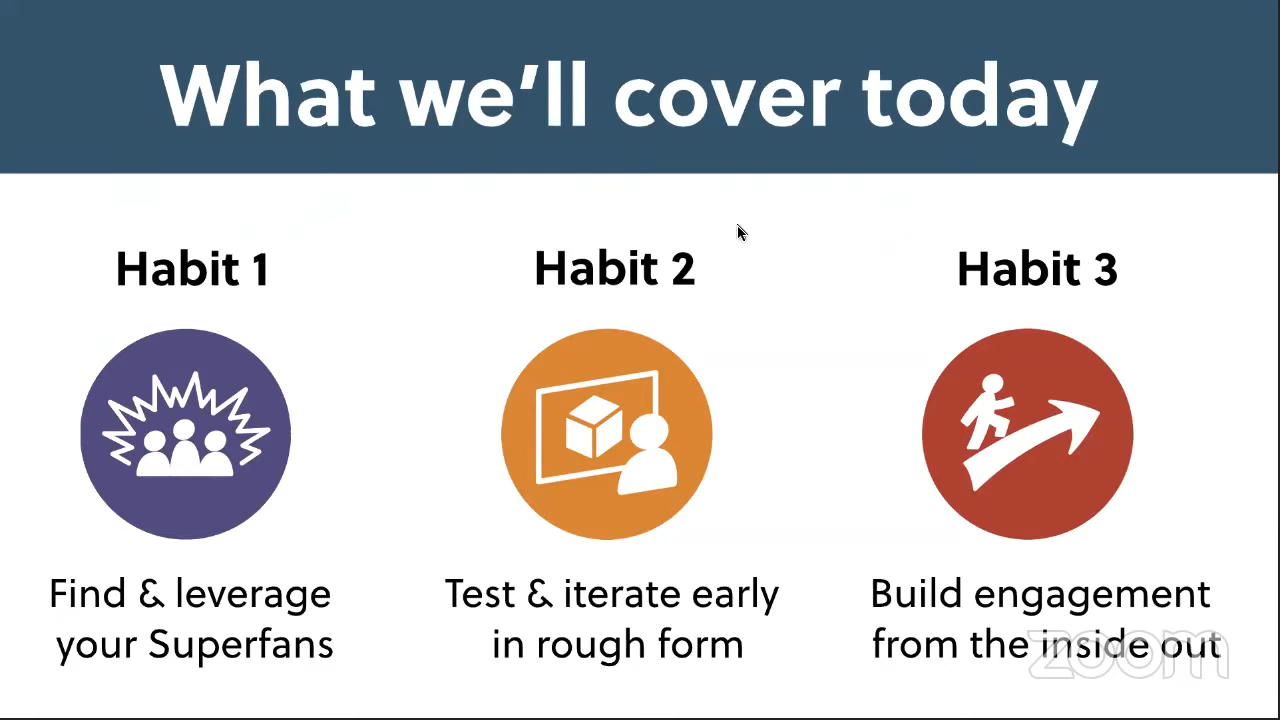 What we’ll cover today
Habit 1
Habit 2
Habit 3
Find & leverage
your Superfans
Test & iterate early
in rough form
Build engagement
from the inside out
zoom